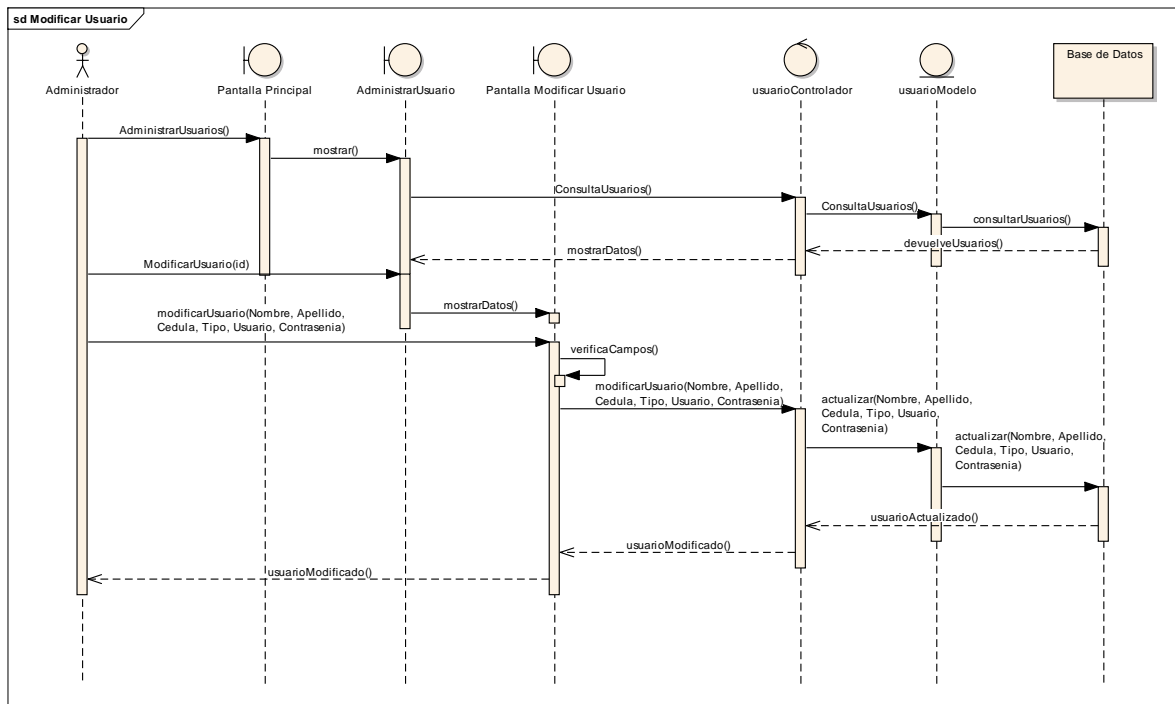 sd Modificar Usuario
Administrador
Pantalla Principal
AdministrarUsuario
Pantalla Modificar Usuario
usuarioControlador
usuarioModelo
Base de Datos
AdministrarUsuarios()
mostrar()
ConsultaUsuarios()
ConsultaUsuarios()
consultarUsuarios()
devuelveUsuarios()
mostrarDatos()
ModificarUsuario(id)
mostrarDatos()
modificarUsuario(Nombre, Apellido,
Cedula, Tipo, Usuario, Contrasenia)
verificaCampos()
modificarUsuario(Nombre, Apellido,
Cedula, Tipo, Usuario, Contrasenia)
actualizar(Nombre, Apellido,
Cedula, Tipo, Usuario,
Contrasenia)
actualizar(Nombre, Apellido,
Cedula, Tipo, Usuario,
Contrasenia)
usuarioActualizado()
usuarioModificado()
usuarioModificado()